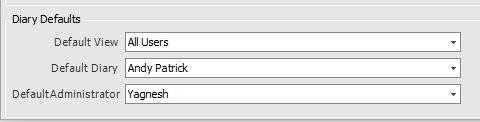 Diary Defaults
Default View All Users
Default Diary Andy Patrick
DefaultAdministrator Yagnesh